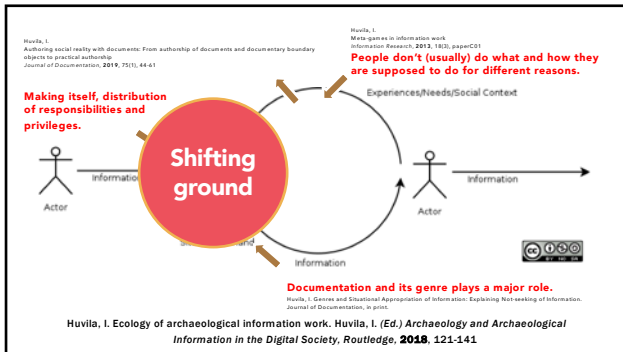 Huvila, I.
Authoring social reality with documents: From authorship of documents and documentary boundary
objects to practical authorship
Journal of Documentation, 2019, 75(1), 44-61
Huvila, I.
Meta-games in information work
Information Research, 2013, 18(3), paperC01
People don't (usually) do what and how they
are supposed to do for different reasons.
Making itself, distribution
of responsibilities and
privileges.
Experiences/Needs/Social Context
Shifting
ground
Information
Actor
Information
Actor
Information
CC BY NC SA
Documentation and its genre plays a major role.
Huvila, I. Genres and Situational Appropriation of Information: Explaining Not-seeking of Information.
Journal of Documentation, in print.
Huvila, I. Ecology of archaeological information work. Huvila, I. (Ed.) Archaeology and Archaeological
Information in the Digital Society, Routledge, 2018, 121-141